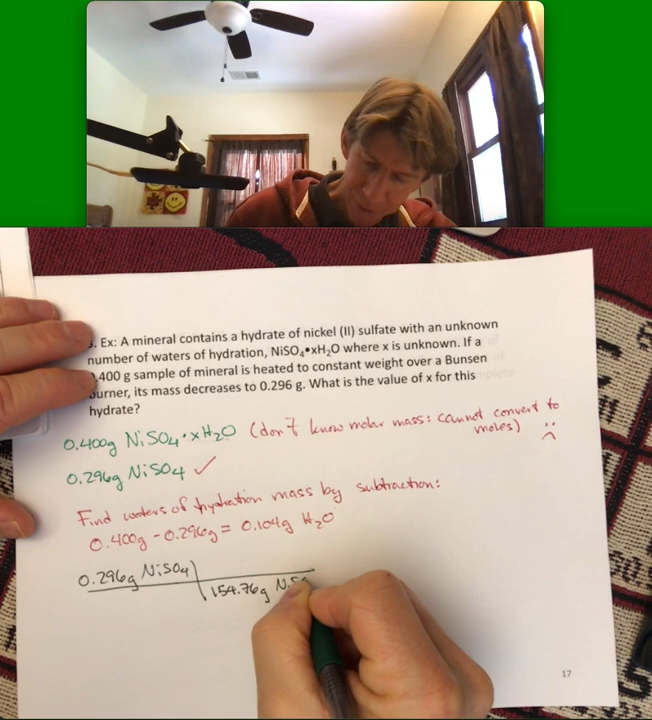 . Ex: A mineral contains a hydrate of nickel (II) sulfate with an unknown
number of waters of hydration, NiSO₄•xH₂O where x is unknown. If a
400 g sample of mineral is heated to constant weight over a Bunsen
burner, its mass decreases to 0.296 g. What is the value of x for this
hydrate?
0.400g NiSO₄·xH₂O (don't know molar mass: cannot convert to
moles) :(
0.296g NiSO₄ ✓
Find waters of hydration mass by subtraction:
0.400g - 0.296g = 0.104g H₂O
0.296g NiSO₄
154.76g NiSO
17